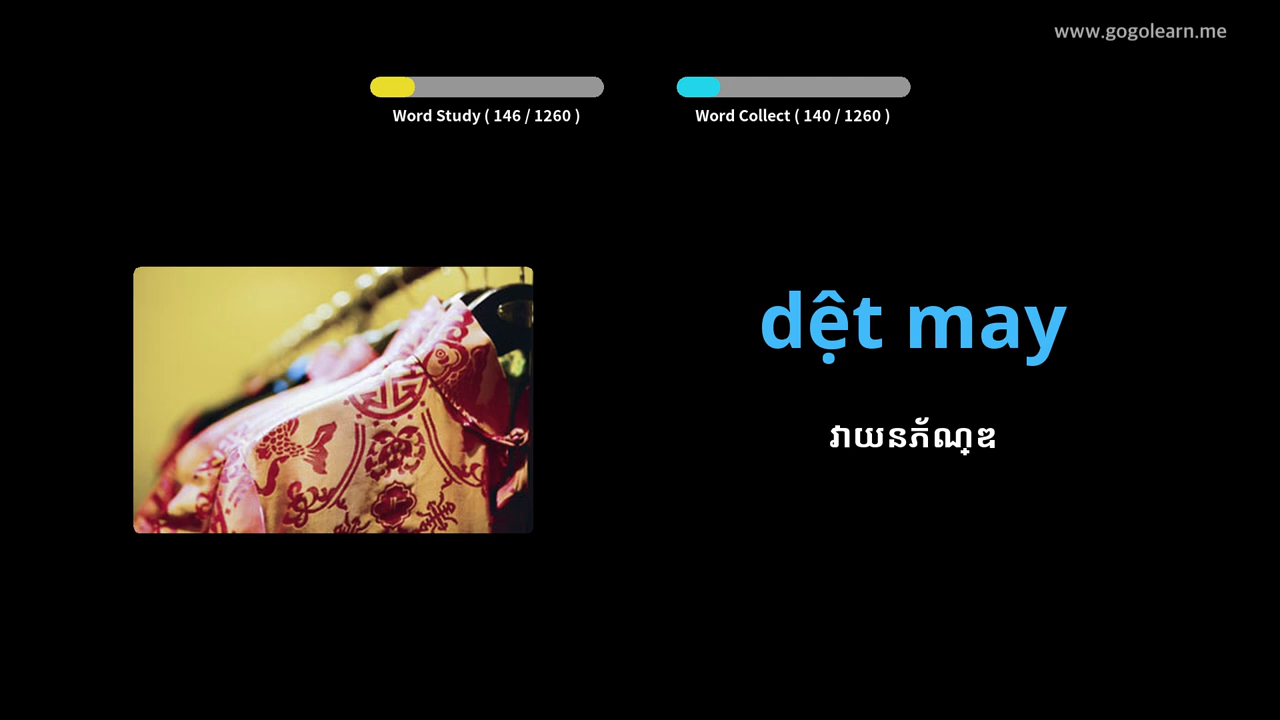 www.gogolearn.me
Word Study ( 146 / 1260 )
Word Collect ( 140 / 1260 )
dệt may
វាយនភ័ណ្ឌ